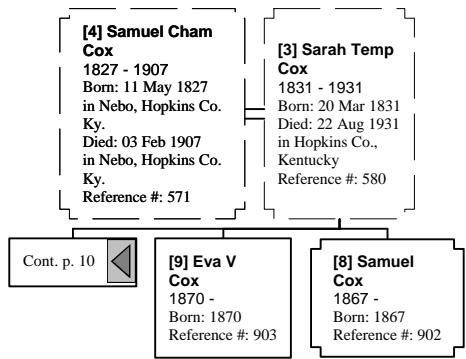 [4] Samuel Cham
Cox
1827 - 1907
Born: 11 May 1827
in Nebo, Hopkins Co.
Ky.
Died: 03 Feb 1907
in Nebo, Hopkins Co.
Ky.
Reference #: 571
[3] Sarah Temp
Cox
1831 - 1931
Born: 20 Mar 1831
Died: 22 Aug 1931
in Hopkins Co.,
Kentucky
Reference #: 580
Cont. p. 10
[9] Eva V
Cox
1870 -
Born: 1870
Reference #: 903
[8] Samuel
Cox
1867 -
Born: 1867
Reference #: 902